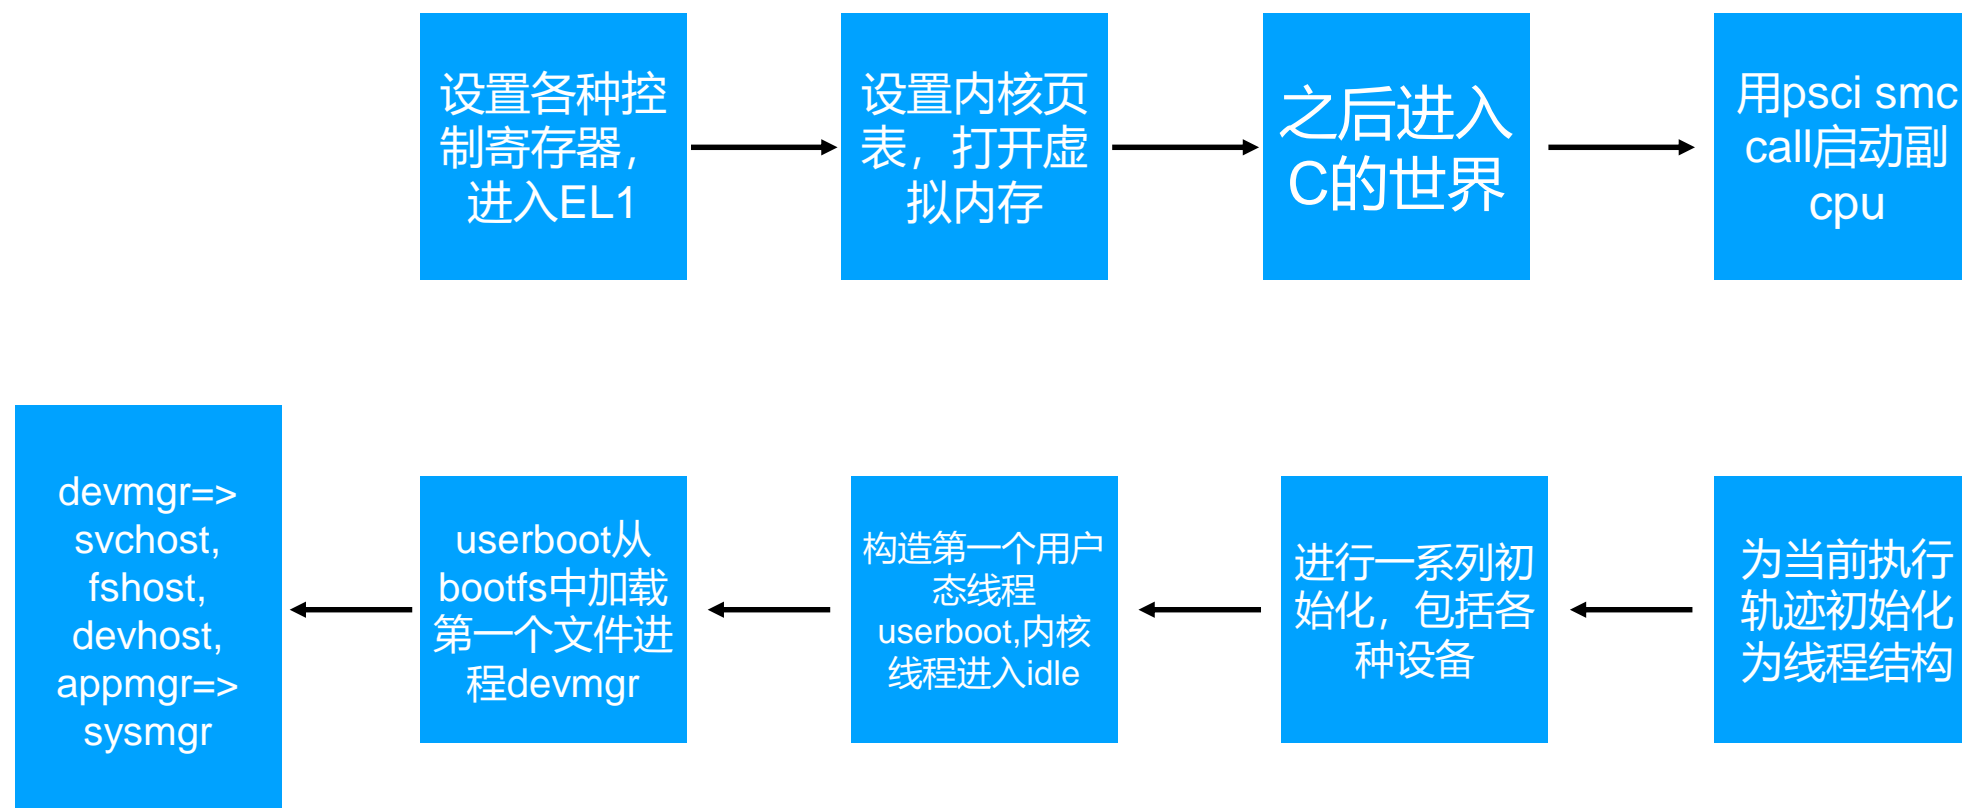 设置各种控
制寄存器，
进入EL1
设置内核页
表，打开虚
拟内存
之后进入
C的世界
用psci smc
call启动副
cpu
devmgr=>
svchost,
fshost,
devhost,
appmgr=>
sysmgr
userboot从
bootfs中加载
第一个文件进
程devmgr
构造第一个用户
态线程
userboot,内核
线程进入idle
进行一系列初
始化，包括各
种设备
为当前执行
轨迹初始化
为线程结构